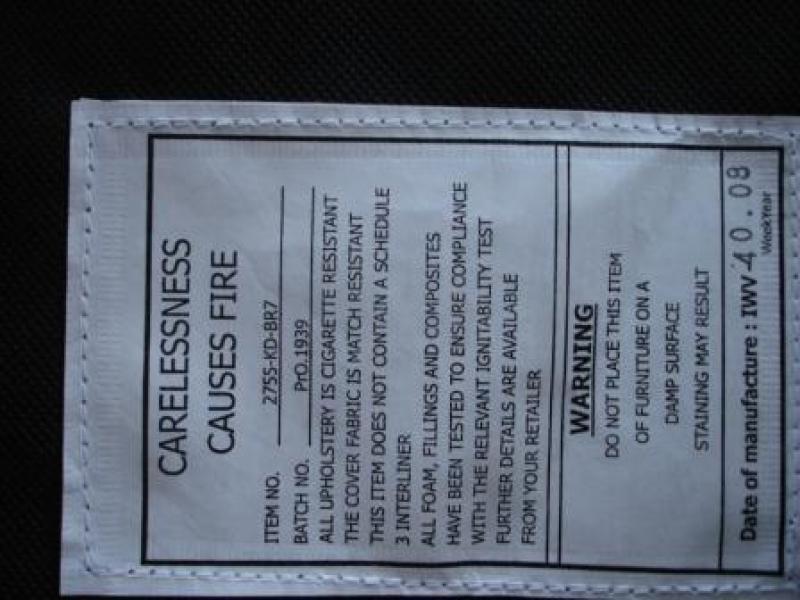 CARELESSNESS
CAUSES FIRE
ITEM NO. 2755-KD-BR7
BATCH NO. PrO.1939
ALL UPHOLSTERY IS CIGARETTE RESISTANT
THE COVER FABRIC IS MATCH RESISTANT
THIS ITEM DOES NOT CONTAIN A SCHEDULE
3 INTERLINER
ALL FOAM, FILLINGS AND COMPOSITES
HAVE BEEN TESTED TO ENSURE COMPLIANCE
WITH THE RELEVANT IGNITABILITY TEST
FURTHER DETAILS ARE AVAILABLE
FROM YOUR RETAILER
WARNING
DO NOT PLACE THIS ITEM
OF FURNITURE ON A
DAMP SURFACE
STAINING MAY RESULT
Date of manufacture : IWV-40.08
WeekYear